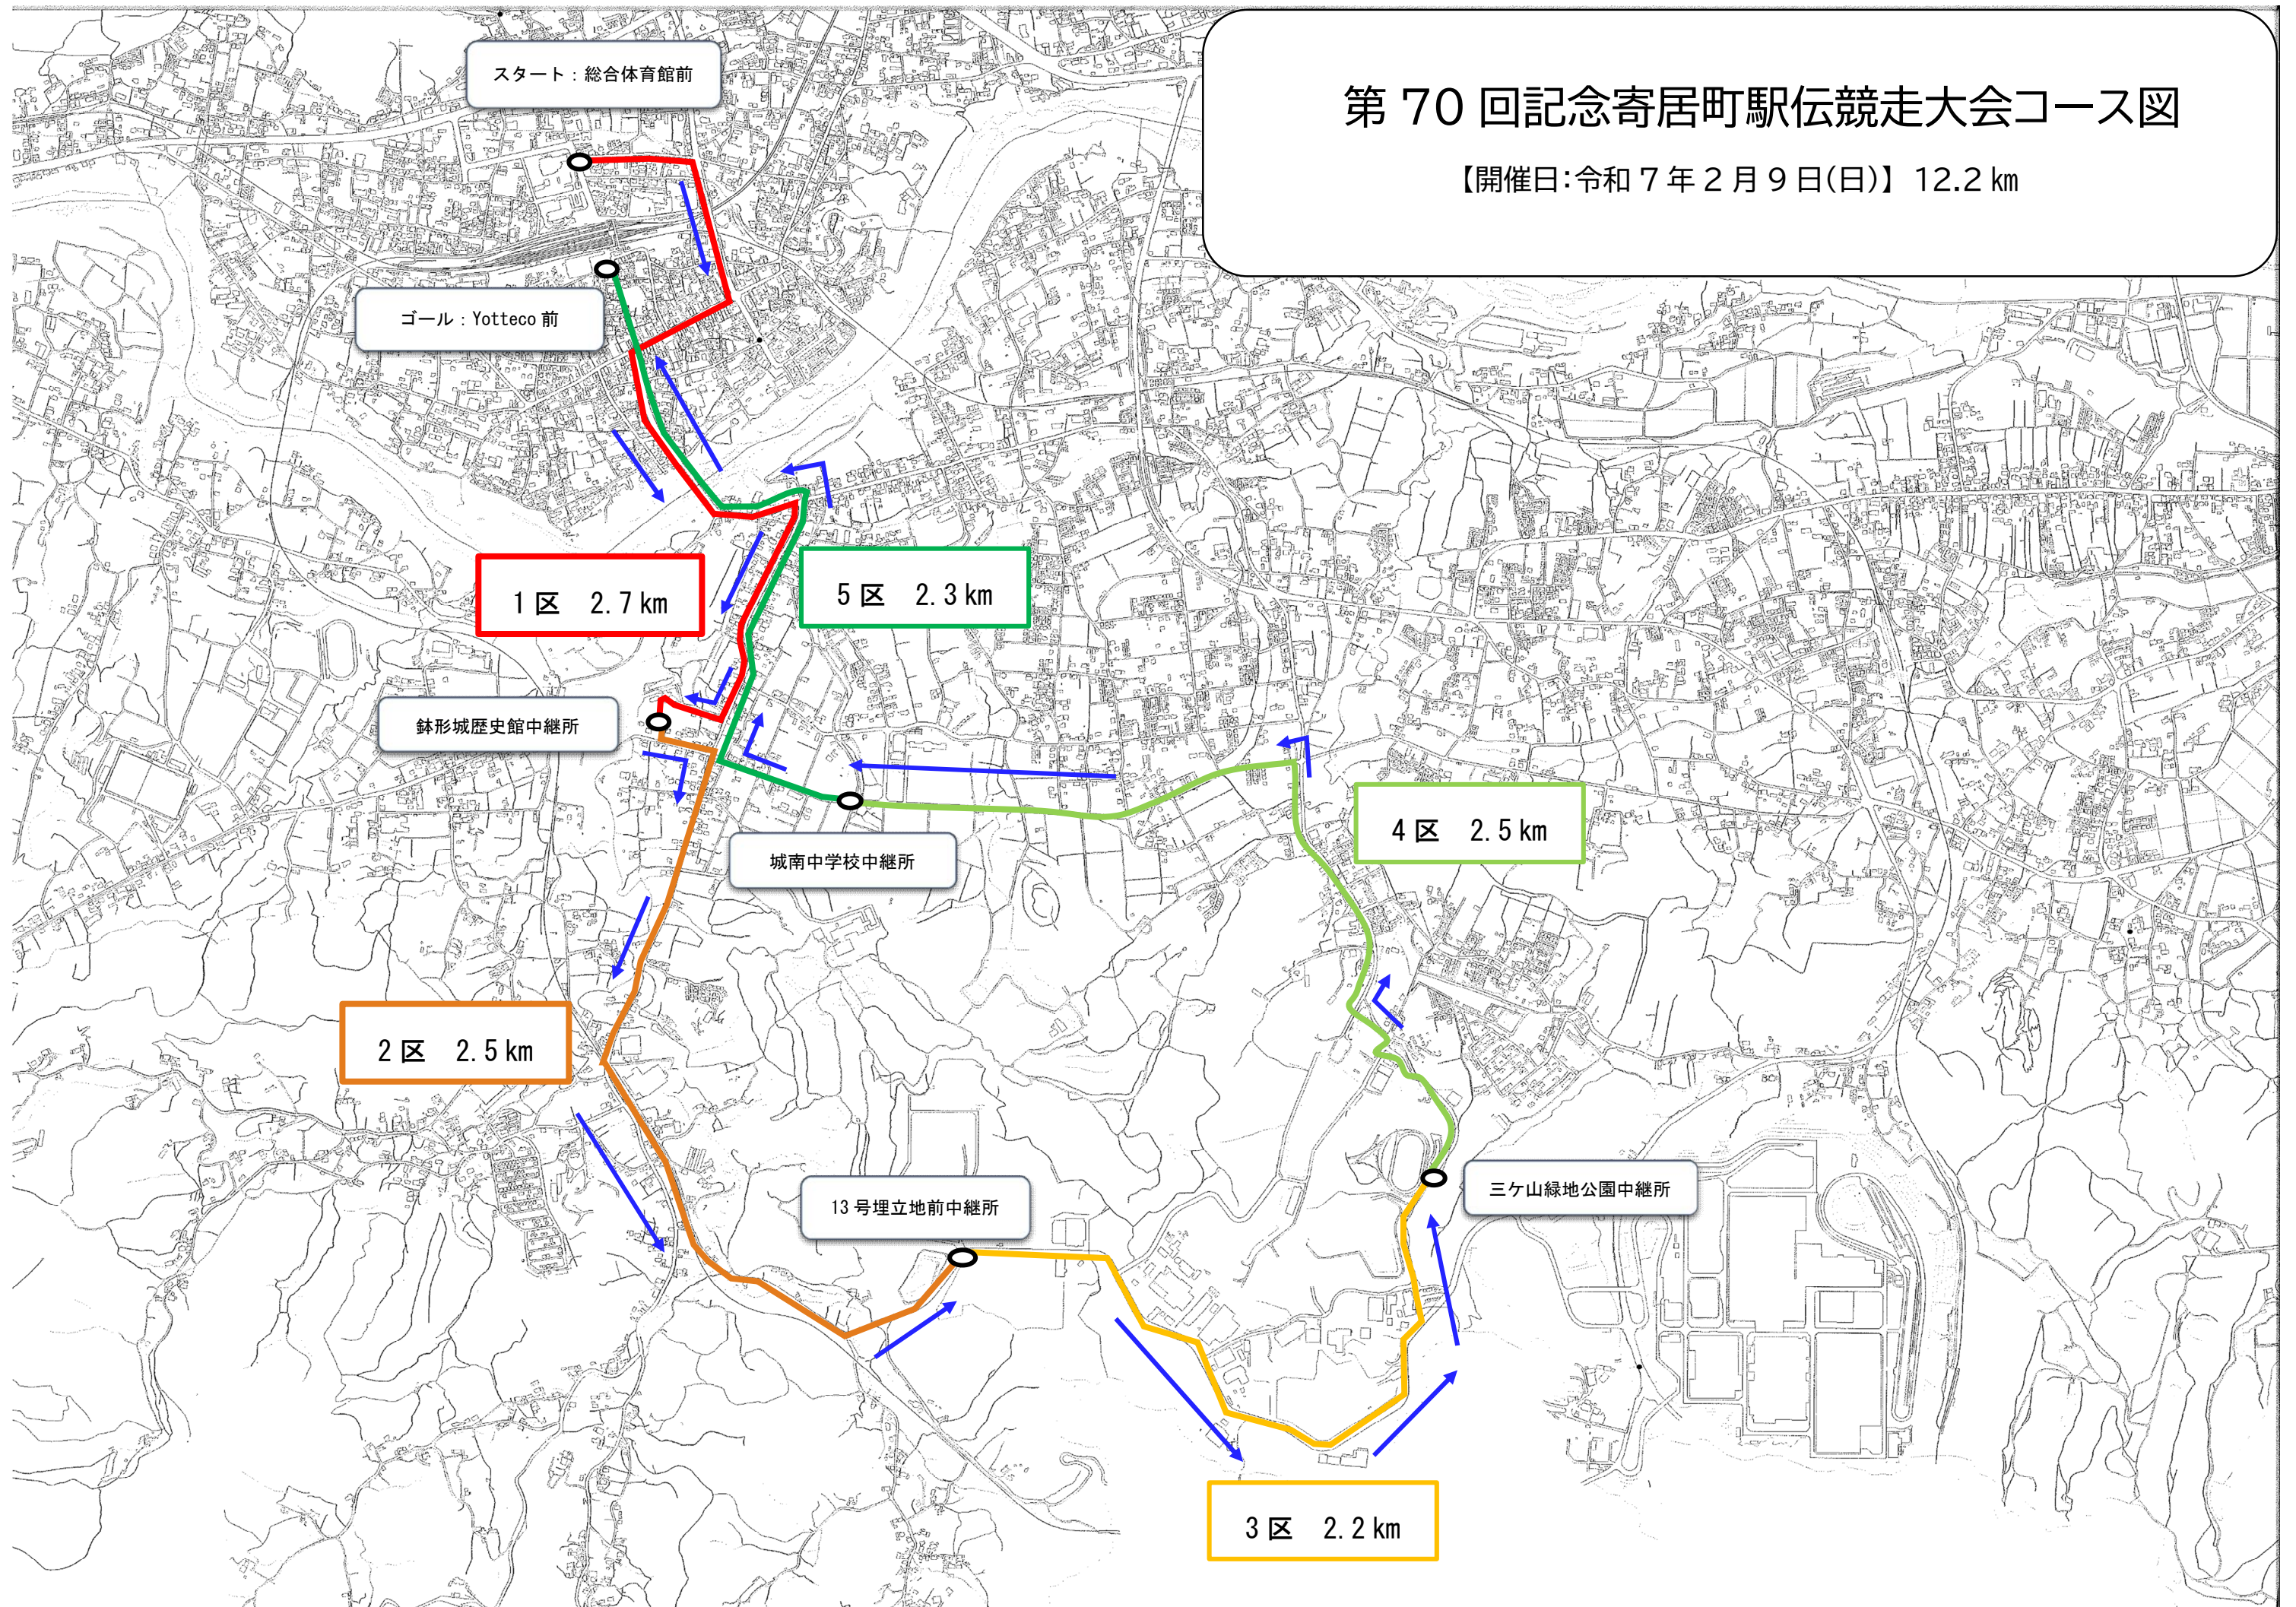 第 70 回記念寄居町駅伝競走大会コース図
【開催日:令和 7 年 2 月 9 日(日)】 12.2 ㎞
スタート：総合体育館前
ゴール：Yotteco 前
1 区 2.7 km
5 区 2.3 km
鉢形城歴史館中継所
城南中学校中継所
4 区 2.5 km
2 区 2.5 km
13 号埋立地前中継所
三ケ山緑地公園中継所
3 区 2.2 km